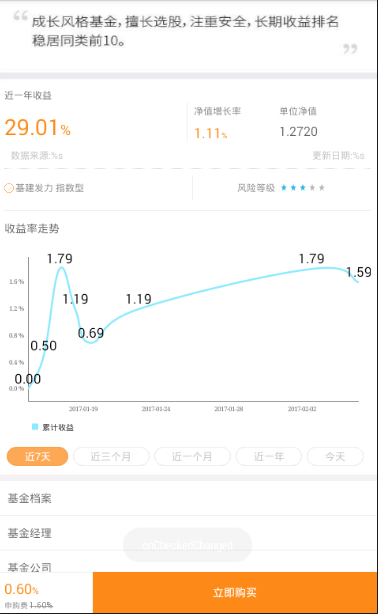 成长风格基金，擅长选股，注重安全，长期收益排名
稳居同类前10。
近一年收益
29.01%
净值增长率
1.11%
单位净值
1.2720
数据来源:%s
更新日期:%s
基建发力 指数型
风险等级
收益率走势
1.79
1.79
1.59
1.6 %
1.19
1.19
1.2 %
0.69
0.8 %
0.50
0.6 %
0.00
0.0 %
2017-01-19
2017-01-24
2017-01-28
2017-02-02
累计收益
近7天
近三个月
近一个月
近一年
今天
基金档案
基金经理
onCheckedChanged
基金公司
0.60%
申购费 1.60%
立即购买